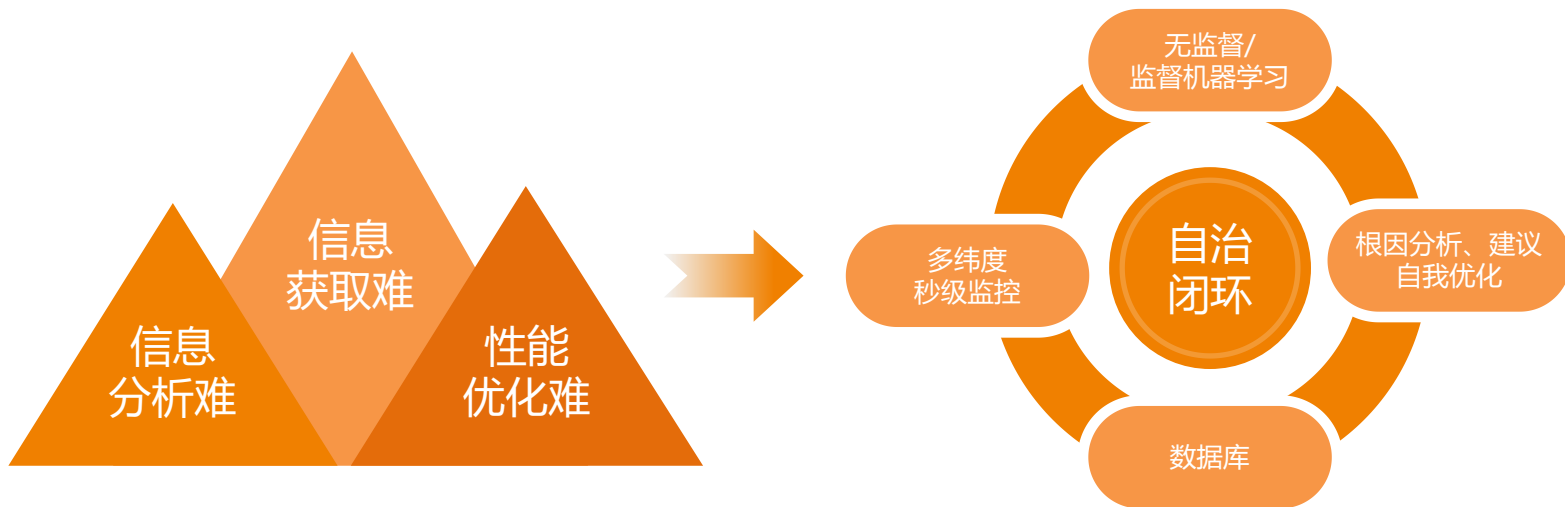 信息
获取难
信息
分析难
性能
优化难
无监督/
监督机器学习
多纬度
秒级监控
自治
闭环
根因分析、建议
自我优化
数据库